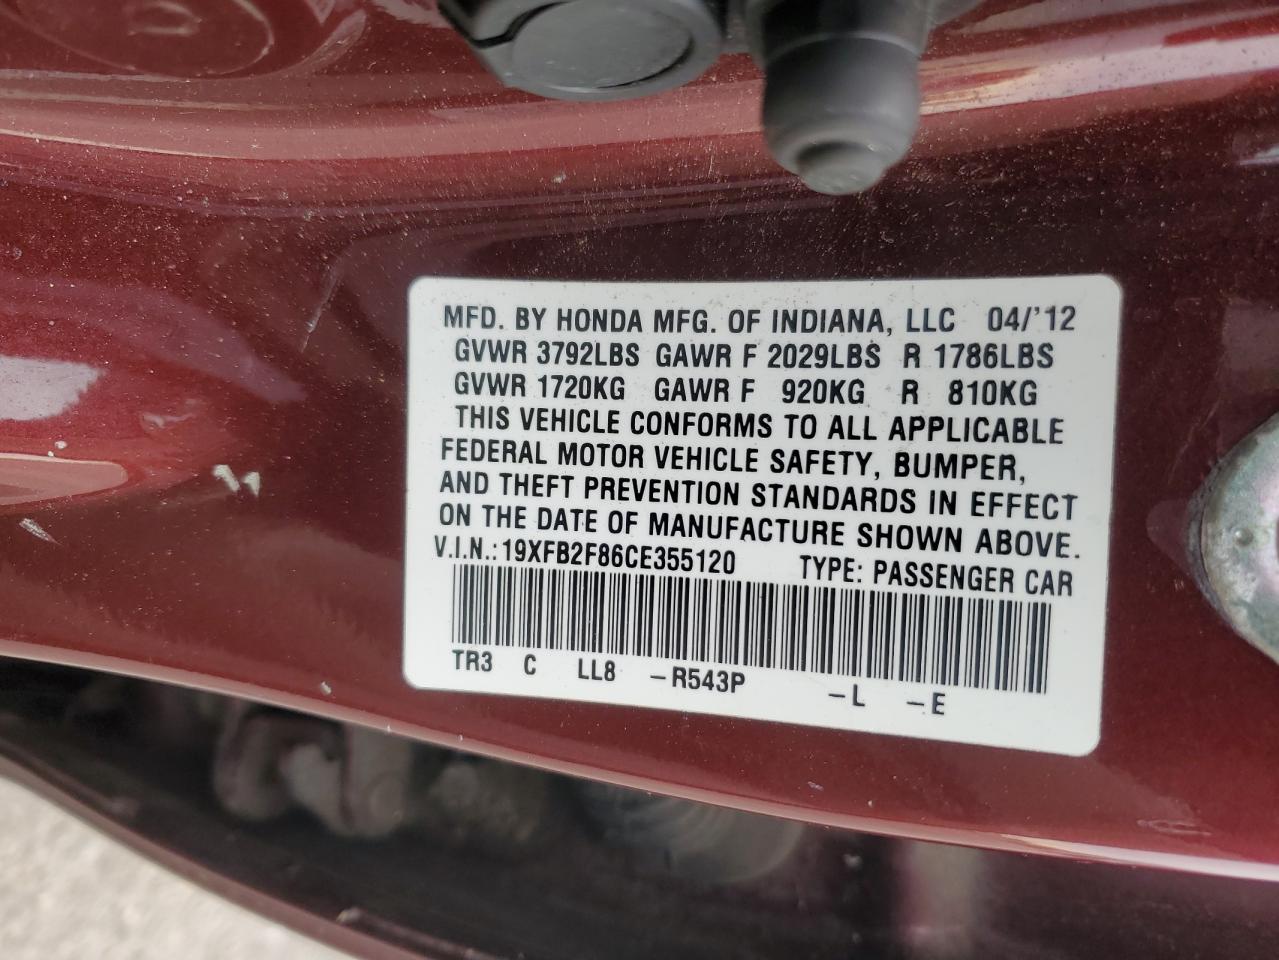 MFD. BY HONDA MFG. OF INDIANA, LLC 04/'12
GVWR 3792LBS GAWR F 2029LBS R 1786LBS
GVWR 1720KG GAWR F 920KG R 810KG
THIS VEHICLE CONFORMS TO ALL APPLICABLE
FEDERAL MOTOR VEHICLE SAFETY, BUMPER,
AND THEFT PREVENTION STANDARDS IN EFFECT
ON THE DATE OF MANUFACTURE SHOWN ABOVE.
V.I.N.: 19XFB2F86CE355120 TYPE: PASSENGER CAR
TR3 C LL8 –R543P –L –E